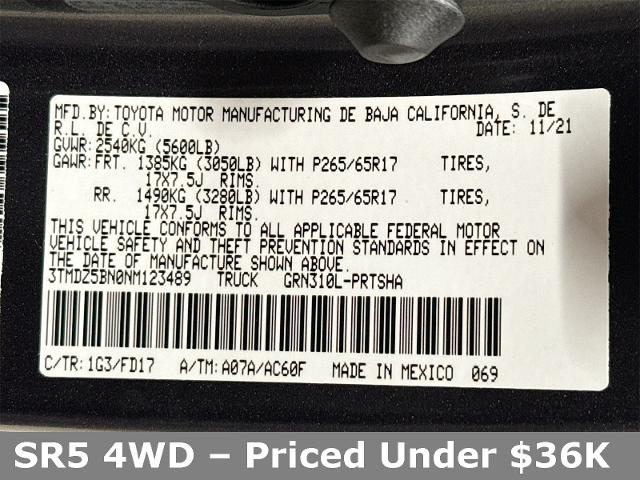 MFD.BY: TOYOTA MOTOR MANUFACTURING DE BAJA CALIFORNIA, S. DE
R.L. DE C.V. DATE: 11/21
GVWR: 2540KG (5600LB)
GAWR: FRT. 1385KG (3050LB) WITH P265/65R17 TIRES,
17X7.5J RIMS.
RR. 1490KG (3280LB) WITH P265/65R17 TIRES,
17X7.5J RIMS.
THIS VEHICLE CONFORMS TO ALL APPLICABLE FEDERAL MOTOR
VEHICLE SAFETY AND THEFT PREVENTION STANDARDS IN EFFECT ON
THE DATE OF MANUFACTURE SHOWN ABOVE.
3TMDZ5BN0NM123489 TRUCK GRN310L-PRTSHA
C/TR: 1G3/FD17 A/TM: A07A/AC60F MADE IN MEXICO 069
SR5 4WD – Priced Under $36K